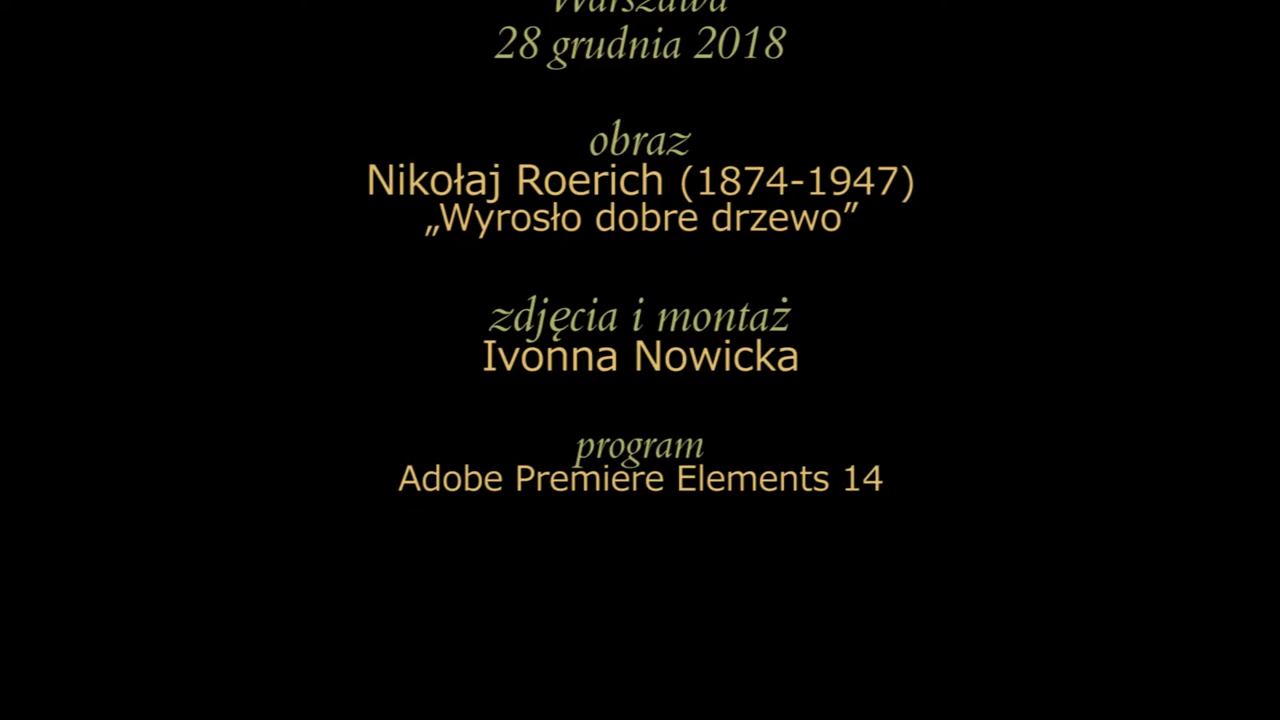 Warszawa
28 grudnia 2018
obraz
Nikołaj Roerich (1874-1947)
„Wyrosło dobre drzewo”
zdjęcia i montaż
Ivonna Nowicka
program
Adobe Premiere Elements 14